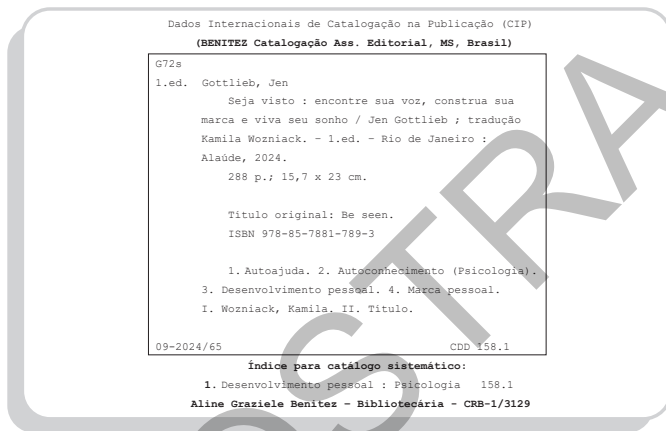 Dados Internacionais de Catalogação na Publicação (CIP)
(BENITEZ Catalogação Ass. Editorial, MS, Brasil)
G72s
1.ed. Gottlieb, Jen
Seja visto : encontre sua voz, construa sua
marca e viva seu sonho / Jen Gottlieb ; tradução
Kamila Wozniack. – 1.ed. – Rio de Janeiro :
Alaúde, 2024.
288 p.; 15,7 x 23 cm.
Titulo original: Be seen.
ISBN 978-85-7881-789-3
1. Autoajuda. 2. Autoconhecimento (Psicologia).
3. Desenvolvimento pessoal. 4. Marca pessoal.
I. Wozniack, Kamila. II. Titulo.
09-2024/65 CDD 158.1
Índice para catálogo sistemático:
1. Desenvolvimento pessoal : Psicologia 158.1
Aline Graziele Benitez – Bibliotecária - CRB-1/3129
OSTRA